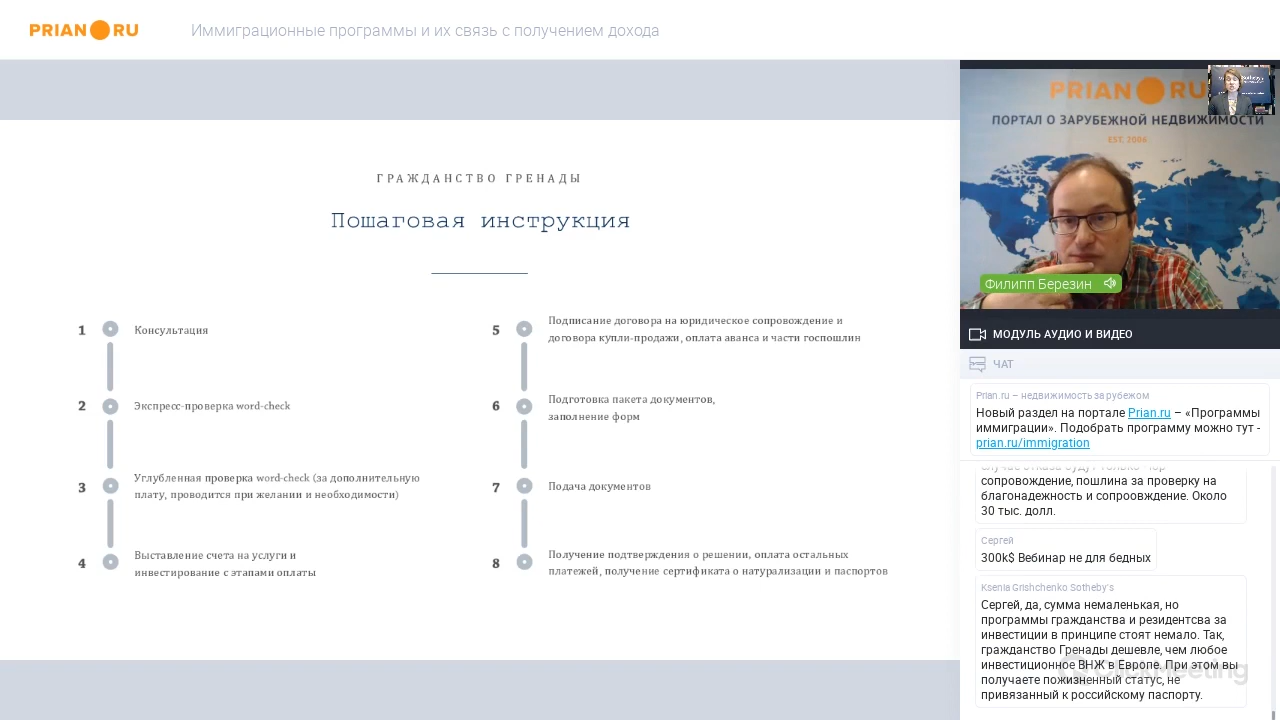 PRIAN RU
Иммиграционные программы и их связь с получением дохода
ГРАЖДАНСТВО ГРЕНАДЫ
Пошаговая инструкция
1 Консультация
2 Экспресс-проверка word-check
3 Углубленная проверка word-check (за дополнительную
плату, проводится при желании и необходимости)
4 Выставление счета на услуги и
инвестирование с этапами оплаты
5 Подписание договора на юридическое сопровождение и
договора купли-продажи, оплата аванса и части госпошлин
6 Подготовка пакета документов,
заполнение форм
7 Подача документов
8 Получение подтверждения о решении, оплата остальных
платежей, получение сертификата о натурализации и паспортов
PRIAN RU
ПОРТАЛ О ЗАРУБЕЖНОЙ НЕДВИЖИМОСТИ
EST. 2006
Филипп Березин
МОДУЛЬ АУДИО И ВИДЕО
ЧАТ
Prian.ru – недвижимость за рубежом
Новый раздел на портале Prian.ru – «Программы
иммиграции». Подобрать программу можно тут -
prian.ru/immigration
случае отказа будут только юр
сопровождение, пошлина за проверку на
благонадежность и сопроовждение. Около
30 тыс. долл.
Сергей
300k$ Вебинар не для бедных
Ksenia Grishchenko Sotheby's
Сергей, да, сумма немаленькая, но
программы гражданства и резидентсва за
инвестиции в принципе стоят немало. Так,
гражданство Гренады дешевле, чем любое
инвестиционное ВНЖ в Европе. При этом вы
получаете пожизненный статус, не
привязанный к российскому паспорту.
ClickMeeting